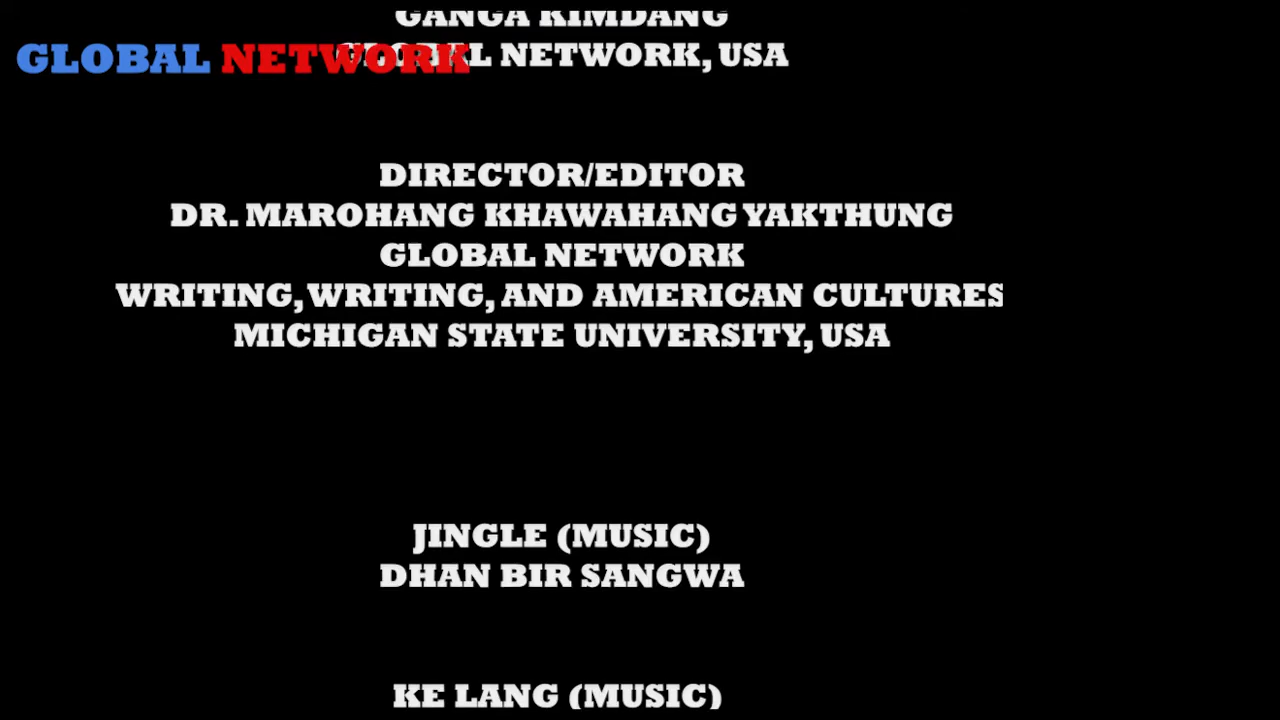 GANGA KIMDANG
GLOBAL NETWORK, USA
GLOBAL NETWORK
DIRECTOR/EDITOR
DR. MAROHANG KHAWAHANG YAKTHUNG
GLOBAL NETWORK
WRITING, WRITING, AND AMERICAN CULTURES
MICHIGAN STATE UNIVERSITY, USA
JINGLE (MUSIC)
DHAN BIR SANGWA
KE LANG (MUSIC)